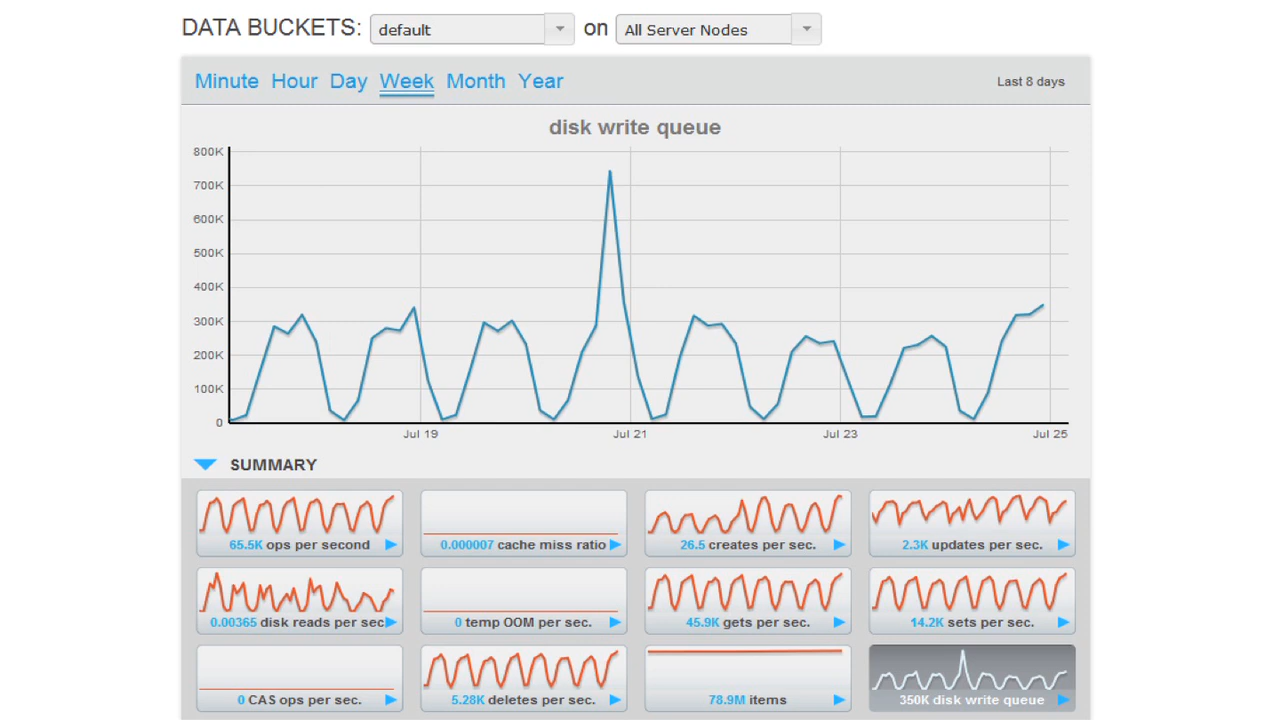 DATA BUCKETS: default on All Server Nodes
Minute Hour Day Week Month Year Last 8 days
disk write queue
800K
700K
600K
500K
400K
300K
200K
100K
0
Jul 19 Jul 21 Jul 23 Jul 25
SUMMARY
65.5K ops per second 0.000007 cache miss ratio 26.5 creates per sec. 2.3K updates per sec.
0.00365 disk reads per sec 0 temp OOM per sec. 45.9K gets per sec. 14.2K sets per sec.
0 CAS ops per sec. 5.28K deletes per sec. 78.9M items 350K disk write queue